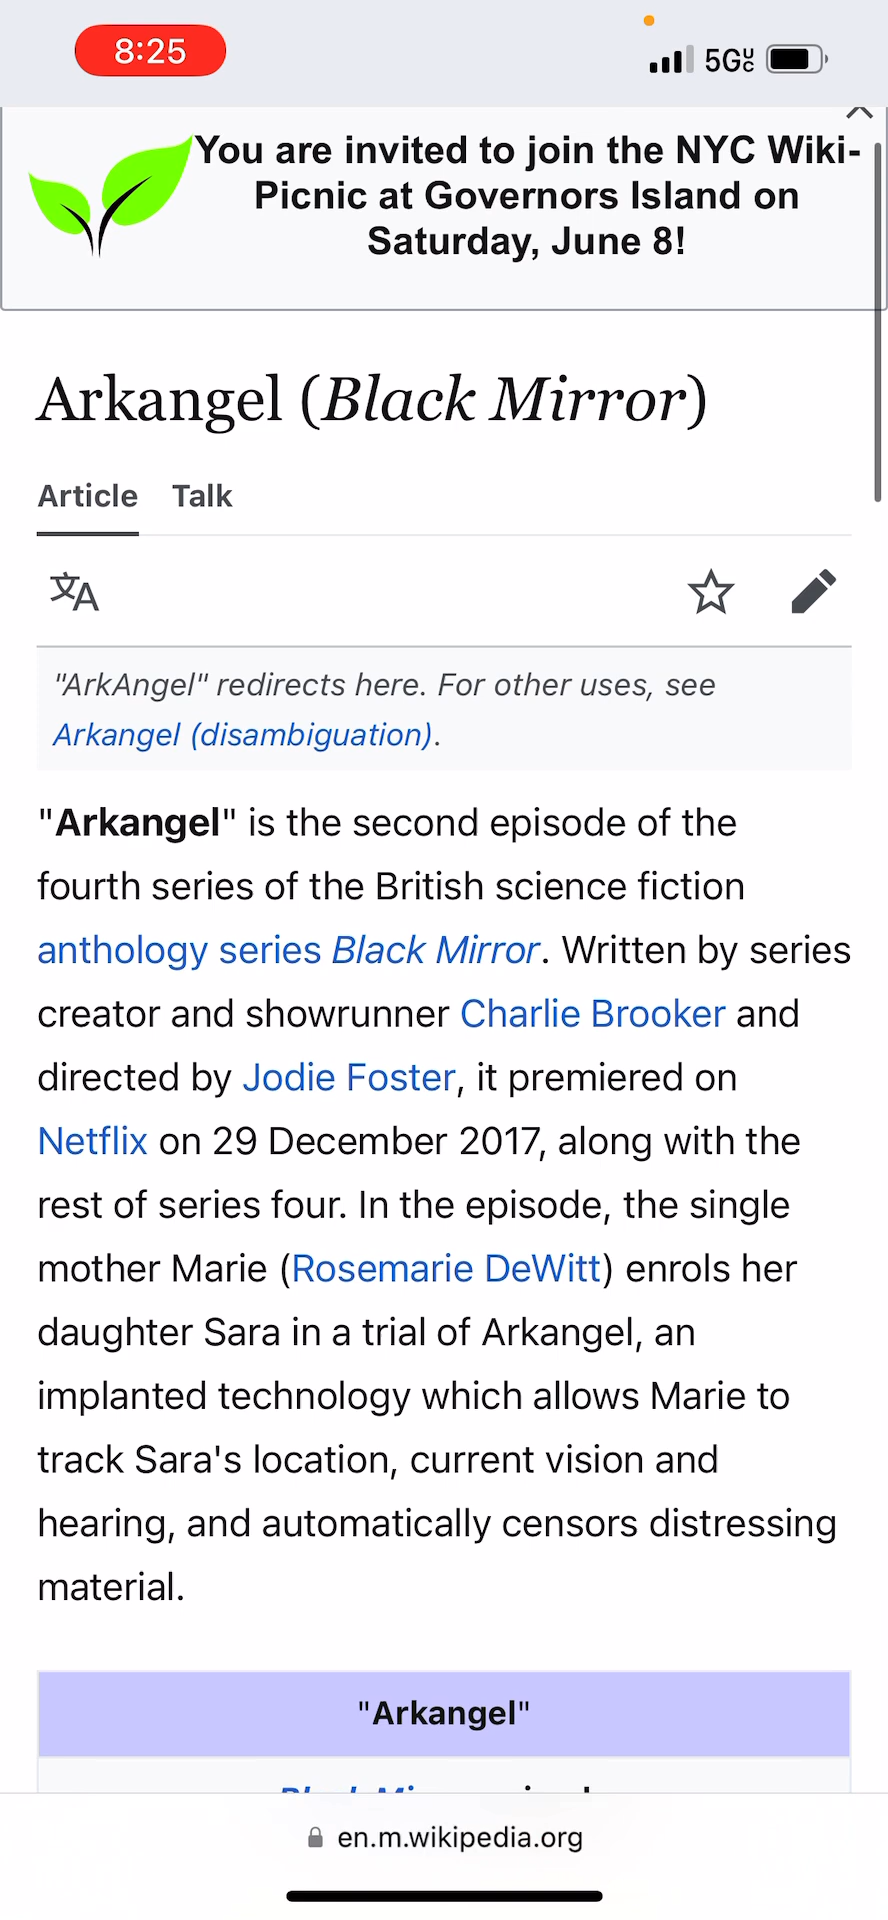 8:25
5GUC
You are invited to join the NYC Wiki-
Picnic at Governors Island on
Saturday, June 8!
Arkangel (Black Mirror)
Article Talk
文A
"ArkAngel" redirects here. For other uses, see
Arkangel (disambiguation).
"Arkangel" is the second episode of the
fourth series of the British science fiction
anthology series Black Mirror. Written by series
creator and showrunner Charlie Brooker and
directed by Jodie Foster, it premiered on
Netflix on 29 December 2017, along with the
rest of series four. In the episode, the single
mother Marie (Rosemarie DeWitt) enrols her
daughter Sara in a trial of Arkangel, an
implanted technology which allows Marie to
track Sara's location, current vision and
hearing, and automatically censors distressing
material.
"Arkangel"
en.m.wikipedia.org